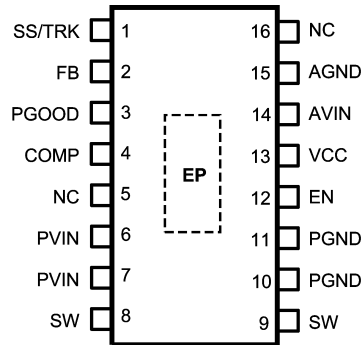 SS/TRK 1 16 NC
FB 2 15 AGND
PGOOD 3 14 AVIN
COMP 4 13 VCC
EP
NC 5 12 EN
PVIN 6 11 PGND
PVIN 7 10 PGND
SW 8 9 SW